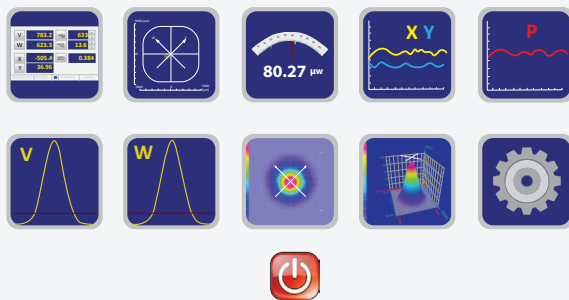 V 783.2 633
W 623.3 13.6
X -505.4 0.384
Y 36.96
80.27 µw
X Y
P
V
W